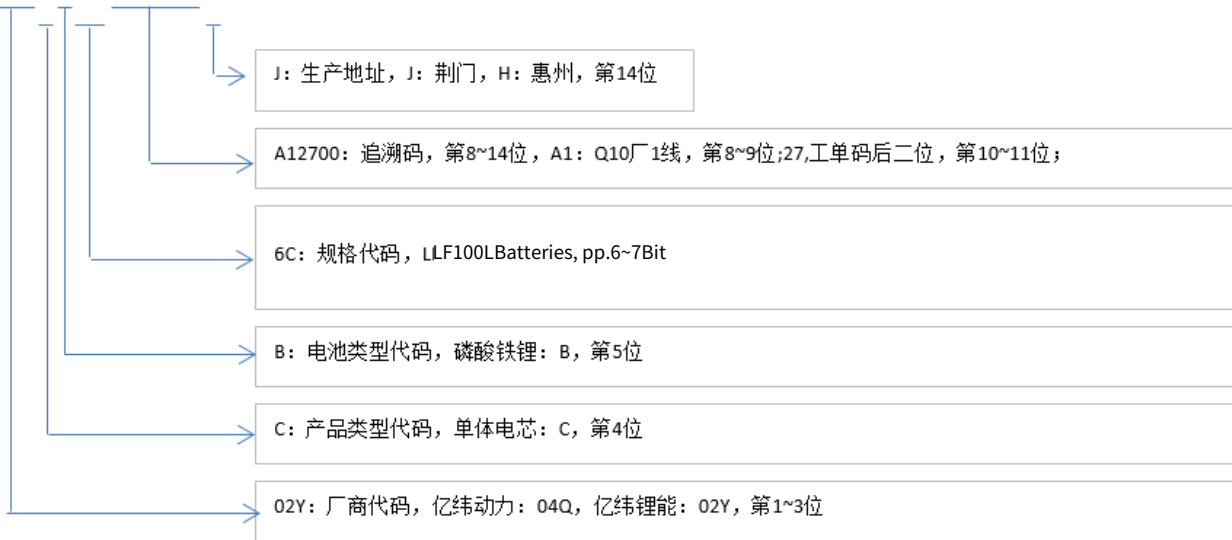 J：生产地址，J：荆门，H：惠州，第14位
A12700：追溯码，第8~14位，A1：Q10厂1线，第8~9位;27,工单码后二位，第10~11位；
6C：规格代码，LLF100LBatteries, pp.6~7Bit
B：电池类型代码，磷酸铁锂：B，第5位
C：产品类型代码，单体电芯：C，第4位
02Y：厂商代码，亿纬动力：04Q，亿纬锂能：02Y，第1~3位